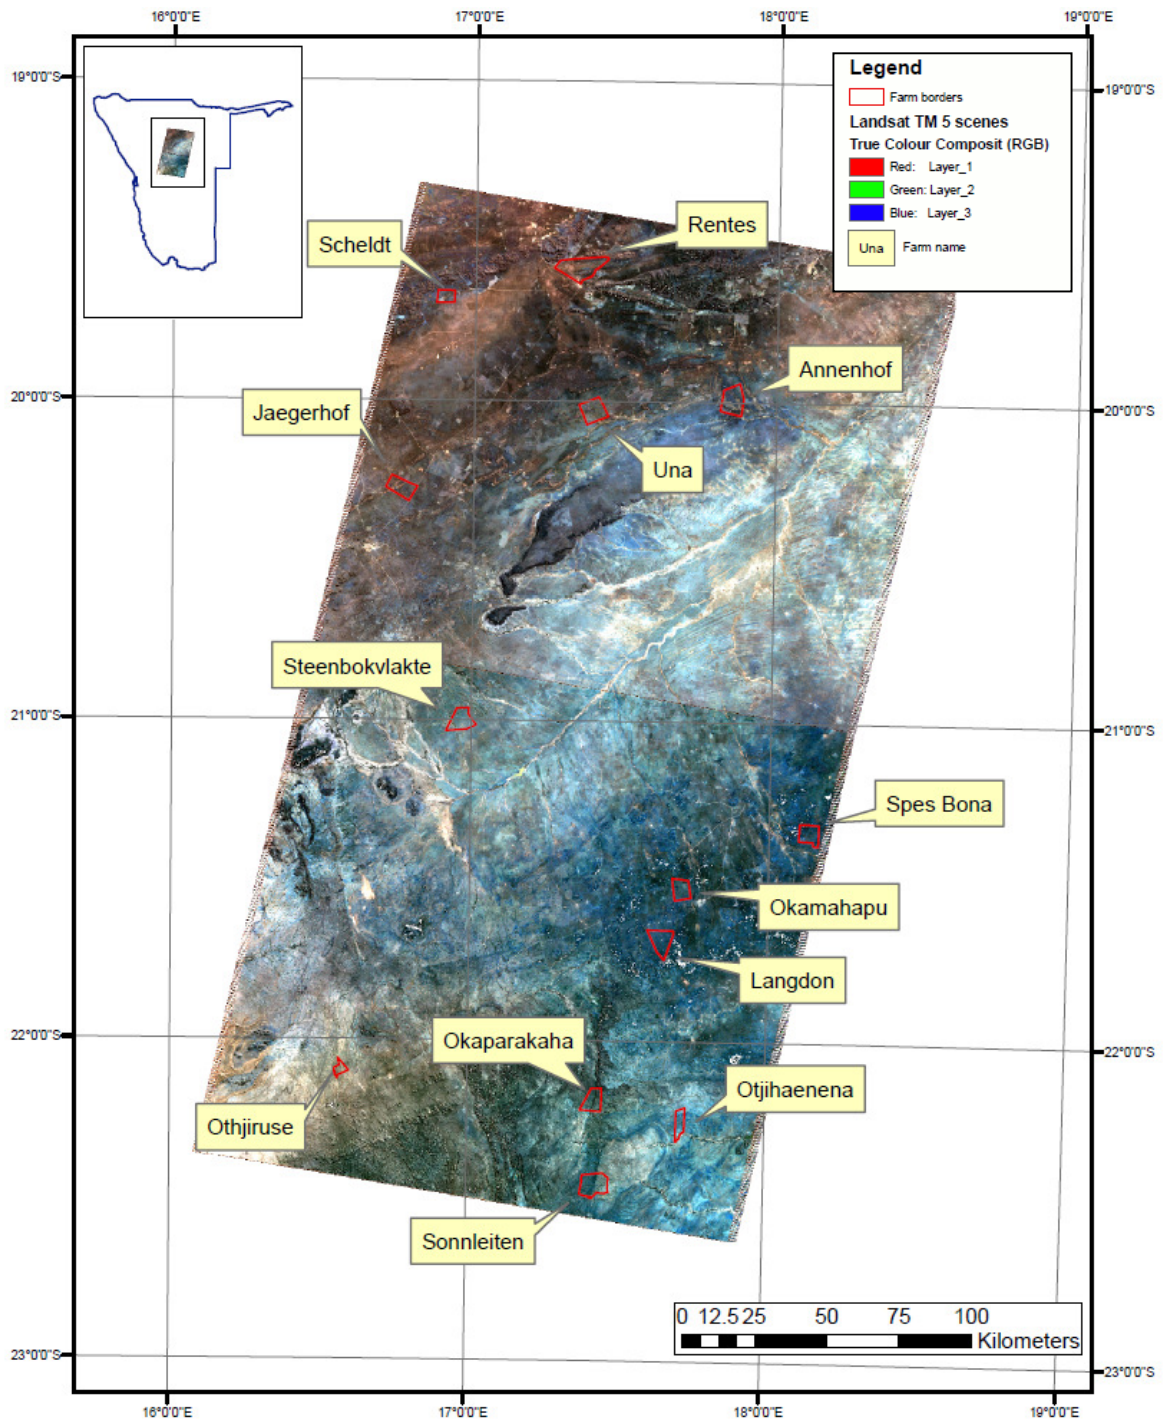 16°0'0"E
17°0'0"E
18°0'0"E
19°0'0"E
19°0'0"S
19°0'0"S
Legend
Farm borders
Landsat TM 5 scenes
True Colour Composit (RGB)
Red: Layer_1
Green: Layer_2
Blue: Layer_3
Una Farm name
Rentes
Scheldt
Annenhof
20°0'0"S
20°0'0"S
Jaegerhof
Una
Steenbokvlakte
21°0'0"S
21°0'0"S
Spes Bona
Okamahapu
Langdon
22°0'0"S
22°0'0"S
Okaparakaha
Otjihaenena
Othjiruse
Sonnleiten
0 12.5 25 50 75 100
Kilometers
23°0'0"S
23°0'0"S
16°0'0"E
17°0'0"E
18°0'0"E
19°0'0"E